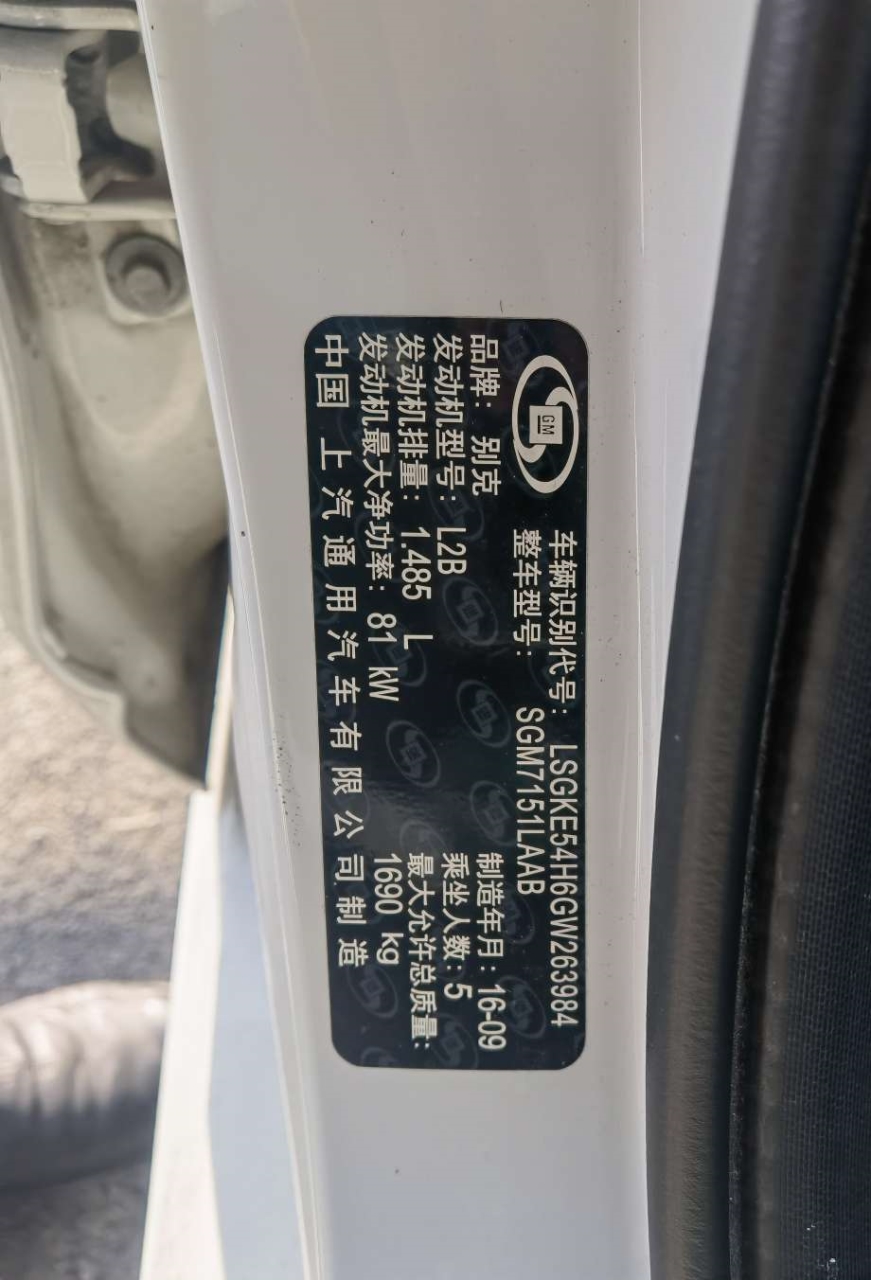 GM
车辆识别代号: LSGKE54H6GW263984
整车型号: SGM7151LAAB
品牌: 别克
制造年月: 16-09
发动机型号: L2B
乘坐人数: 5
发动机排量: 1.485 L
最大允许总质量:
发动机最大净功率: 81 kW
1690 kg
中国 上汽通用汽车有限公司制造